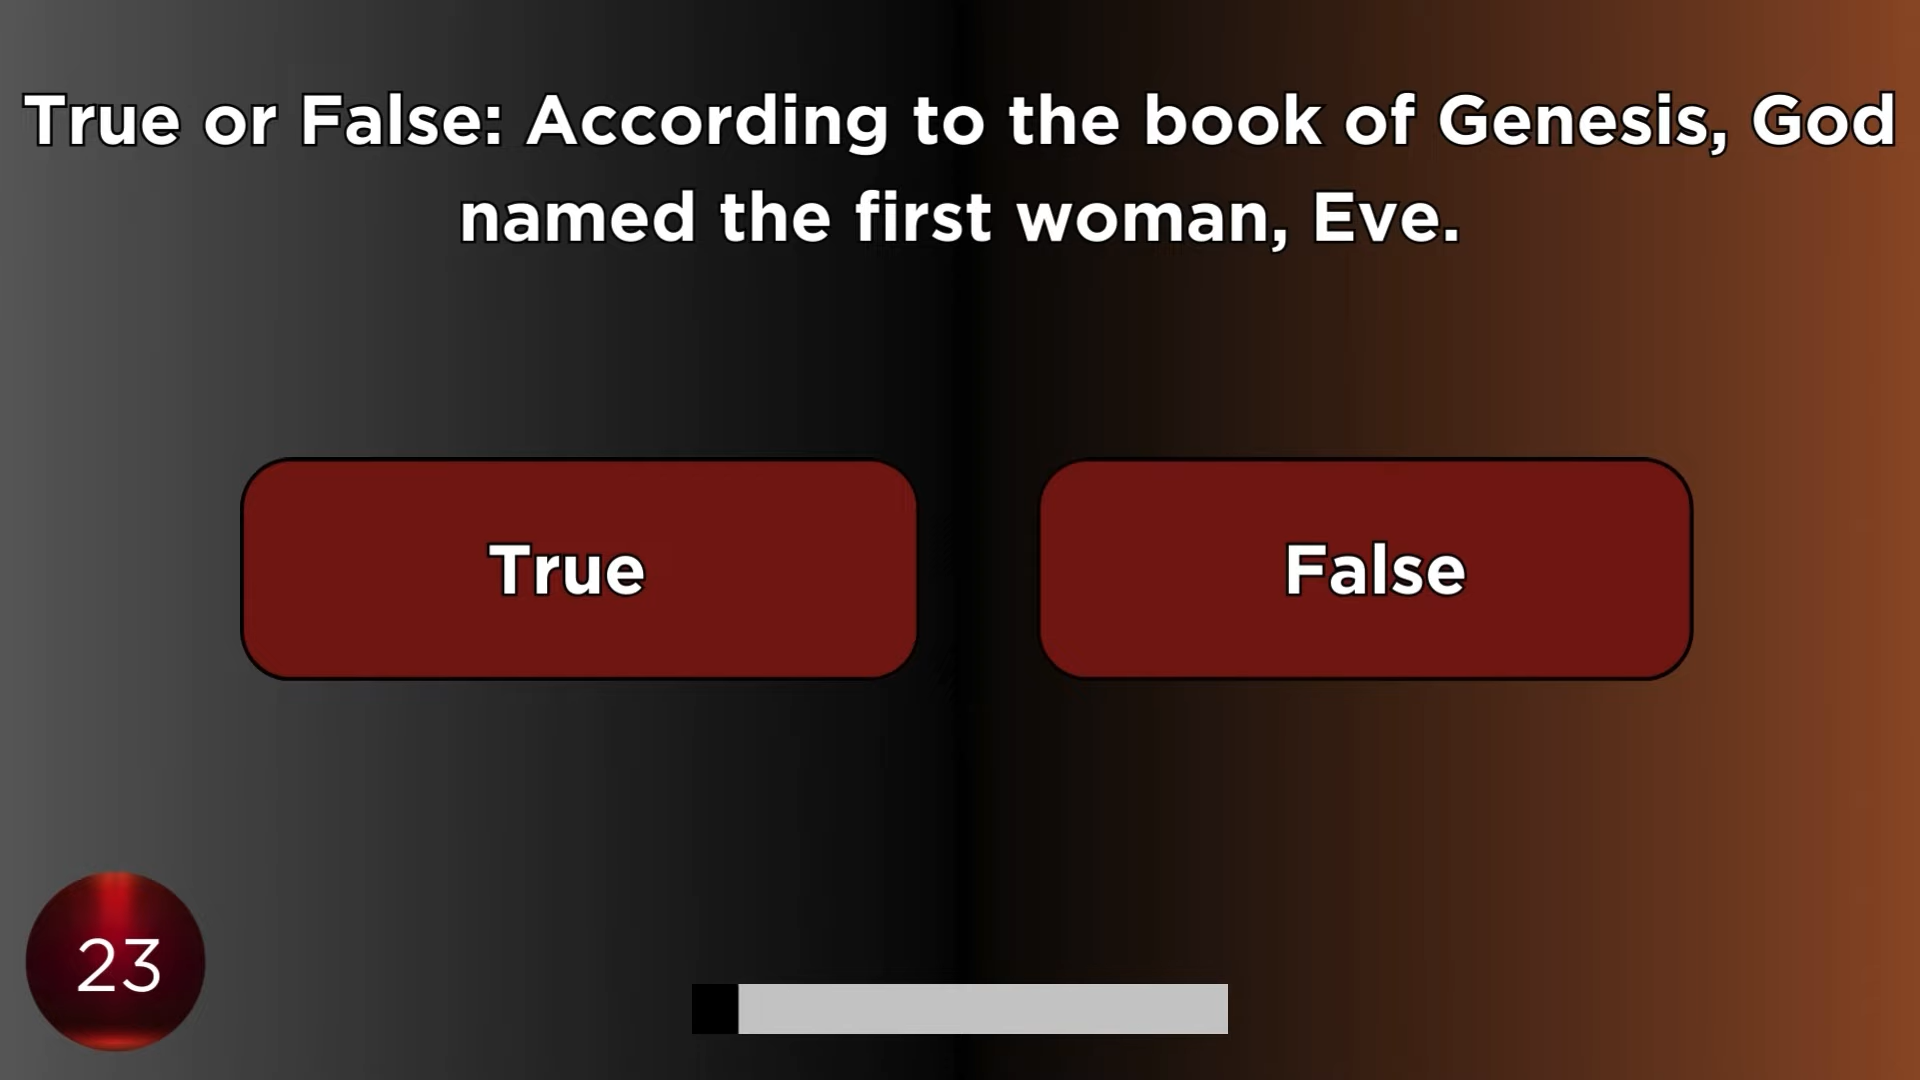 True or False: According to the book of Genesis, God
named the first woman, Eve.
True
False
23